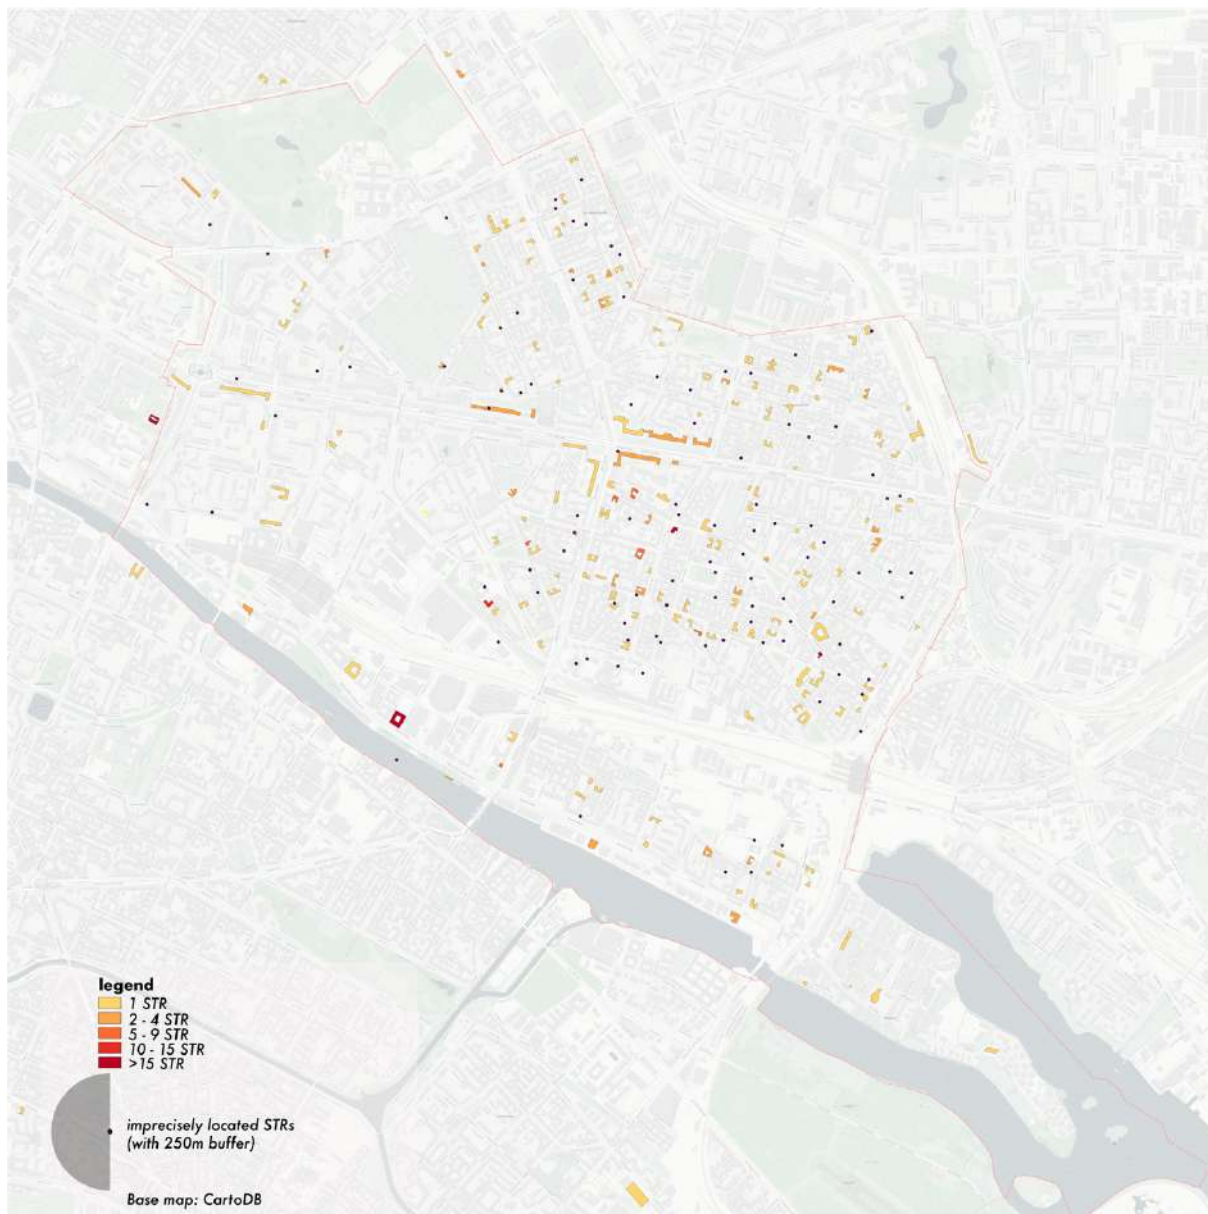 legend
1 STR
2 - 4 STR
5 - 9 STR
10 - 15 STR
>15 STR
imprecisely located STRs
(with 250m buffer)
Base map: CartoDB